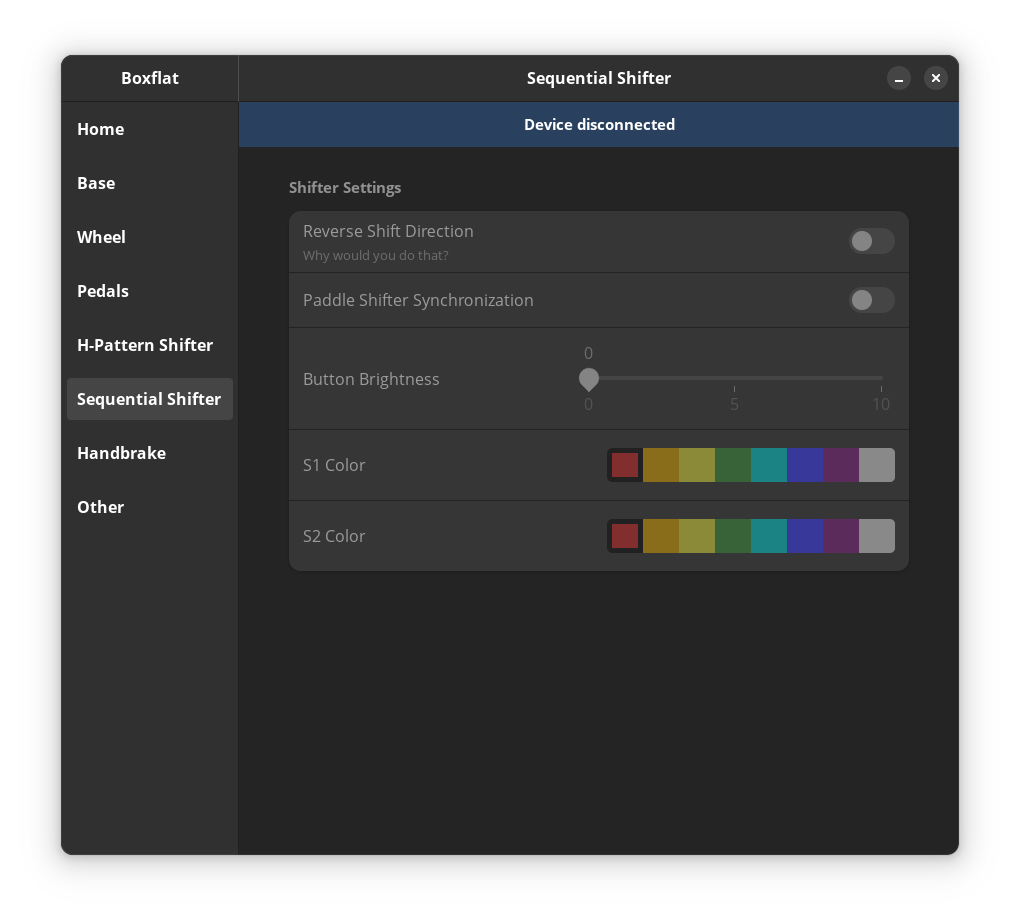 Boxflat
Sequential Shifter
Home
Base
Wheel
Pedals
H-Pattern Shifter
Sequential Shifter
Handbrake
Other
Device disconnected
Shifter Settings
Reverse Shift Direction
Why would you do that?
Paddle Shifter Synchronization
Button Brightness
0
0 5 10
S1 Color
S2 Color